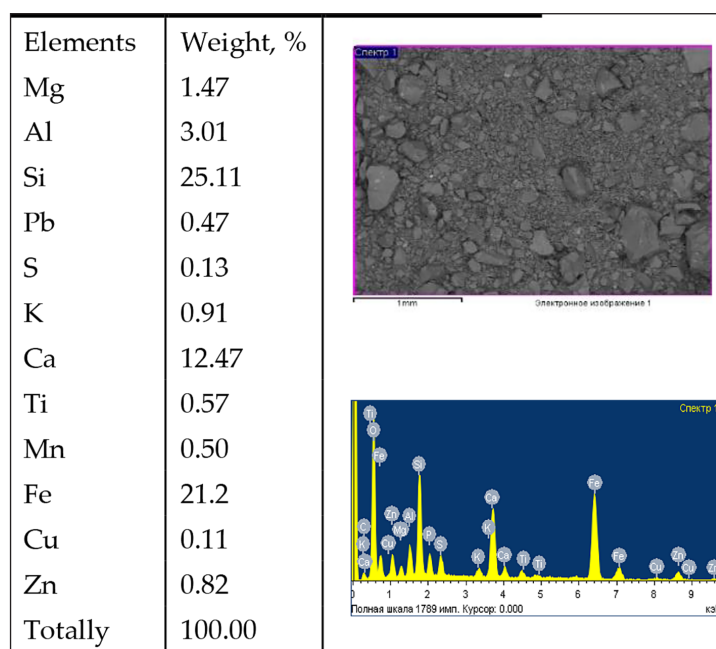 Elements Weight, %
Mg 1.47
Al 3.01
Si 25.11
Pb 0.47
S 0.13
K 0.91
Ca 12.47
Ti 0.57
Mn 0.50
Fe 21.2
Cu 0.11
Zn 0.82
Totally 100.00
Спектр 1
1mm Электронное изображение 1
Спектр 1
Ti
O
Fe
Si
Ca
Fe
C
K
Ca
Cu
Zn
Mg
Al
P
S
K
K
Ca
Ti
Ti
Fe
Cu
Zn
Cu
0 1 2 3 4 5 6 7 8 9
Полная шкала 1789 имп. Курсор: 0.000